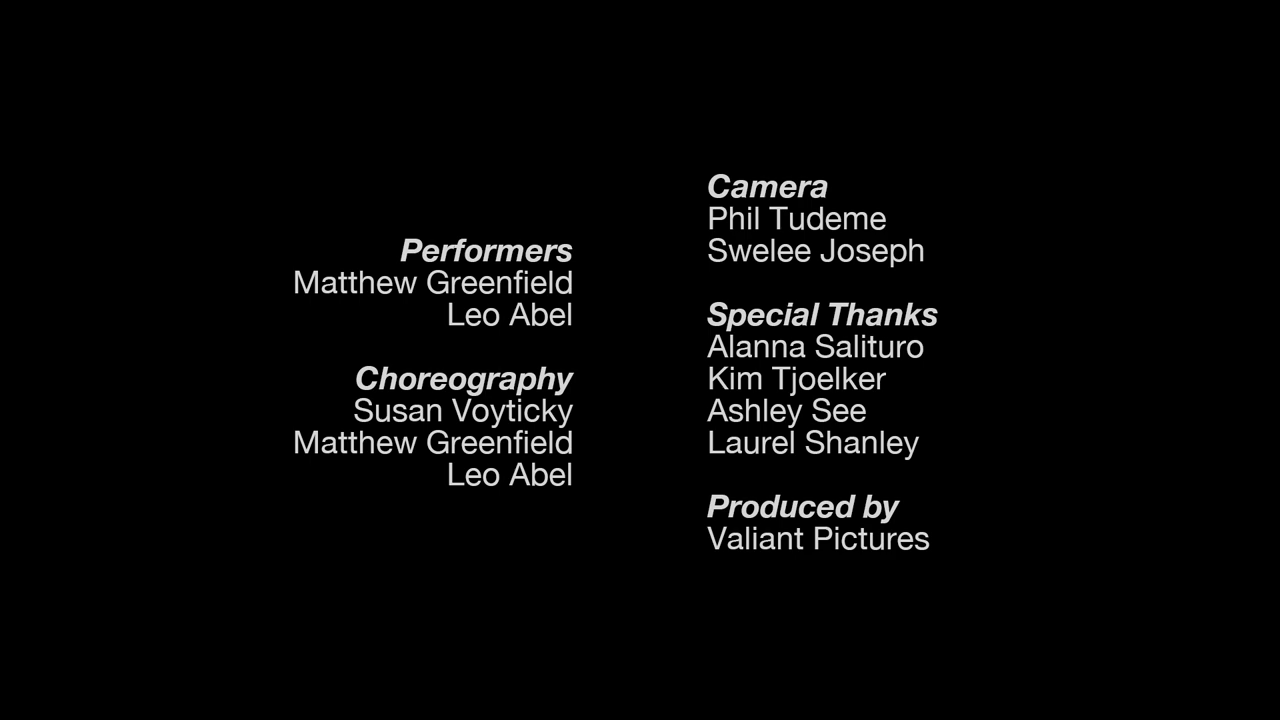 Performers
Matthew Greenfield
Leo Abel
Choreography
Susan Voyticky
Matthew Greenfield
Leo Abel
Camera
Phil Tudeme
Swelee Joseph
Special Thanks
Alanna Salituro
Kim Tjoelker
Ashley See
Laurel Shanley
Produced by
Valiant Pictures